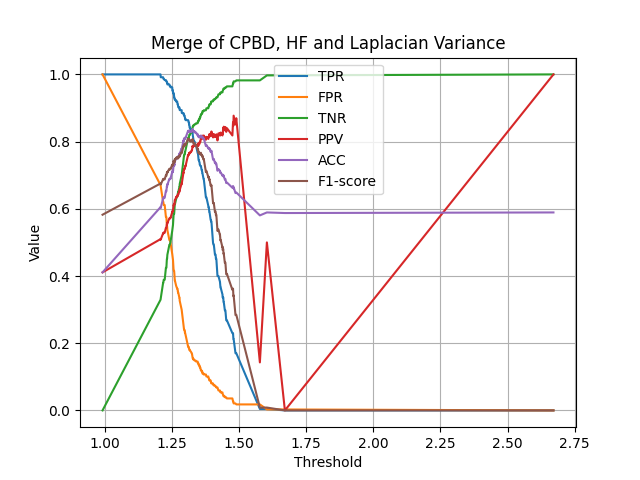 Merge of CPBD, HF and Laplacian Variance
1.0
0.8
0.6
0.4
0.2
0.0
Value
TPR
FPR
TNR
PPV
ACC
F1-score
1.00 1.25 1.50 1.75 2.00 2.25 2.50 2.75
Threshold